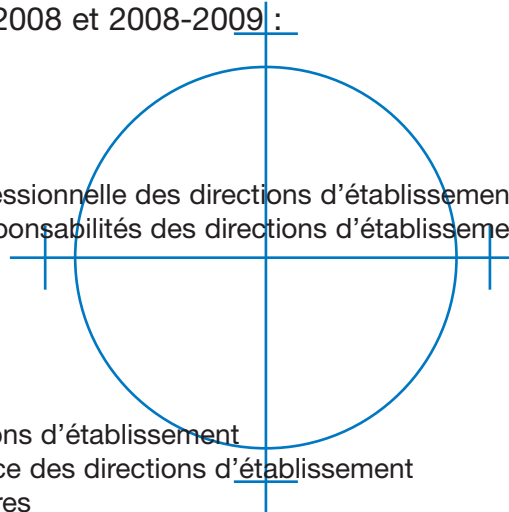 2008 et 2008-2009 :
essionnelle des directions d'établissemen
ponsabilités des directions d'établisseme
ons d'établissement
ce des directions d'établissement
res